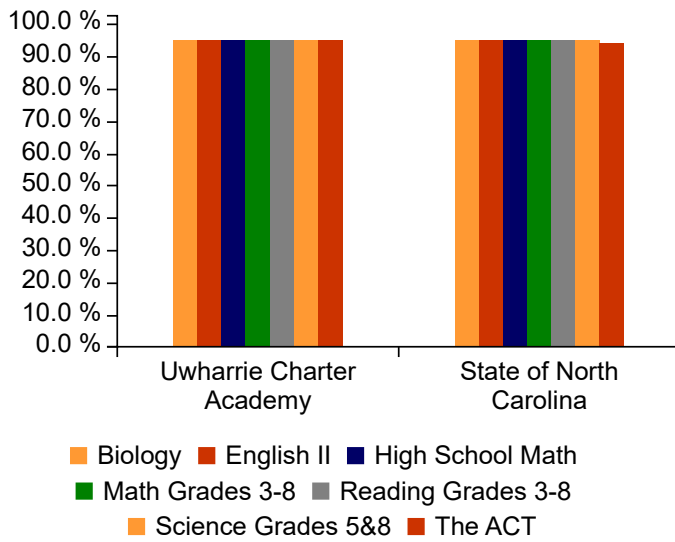 100.0 %
90.0 %
80.0 %
70.0 %
60.0 %
50.0 %
40.0 %
30.0 %
20.0 %
10.0 %
0.0 %
Uwharrie Charter
Academy
State of North
Carolina
Biology English II High School Math
Math Grades 3-8 Reading Grades 3-8
Science Grades 5&8 The ACT